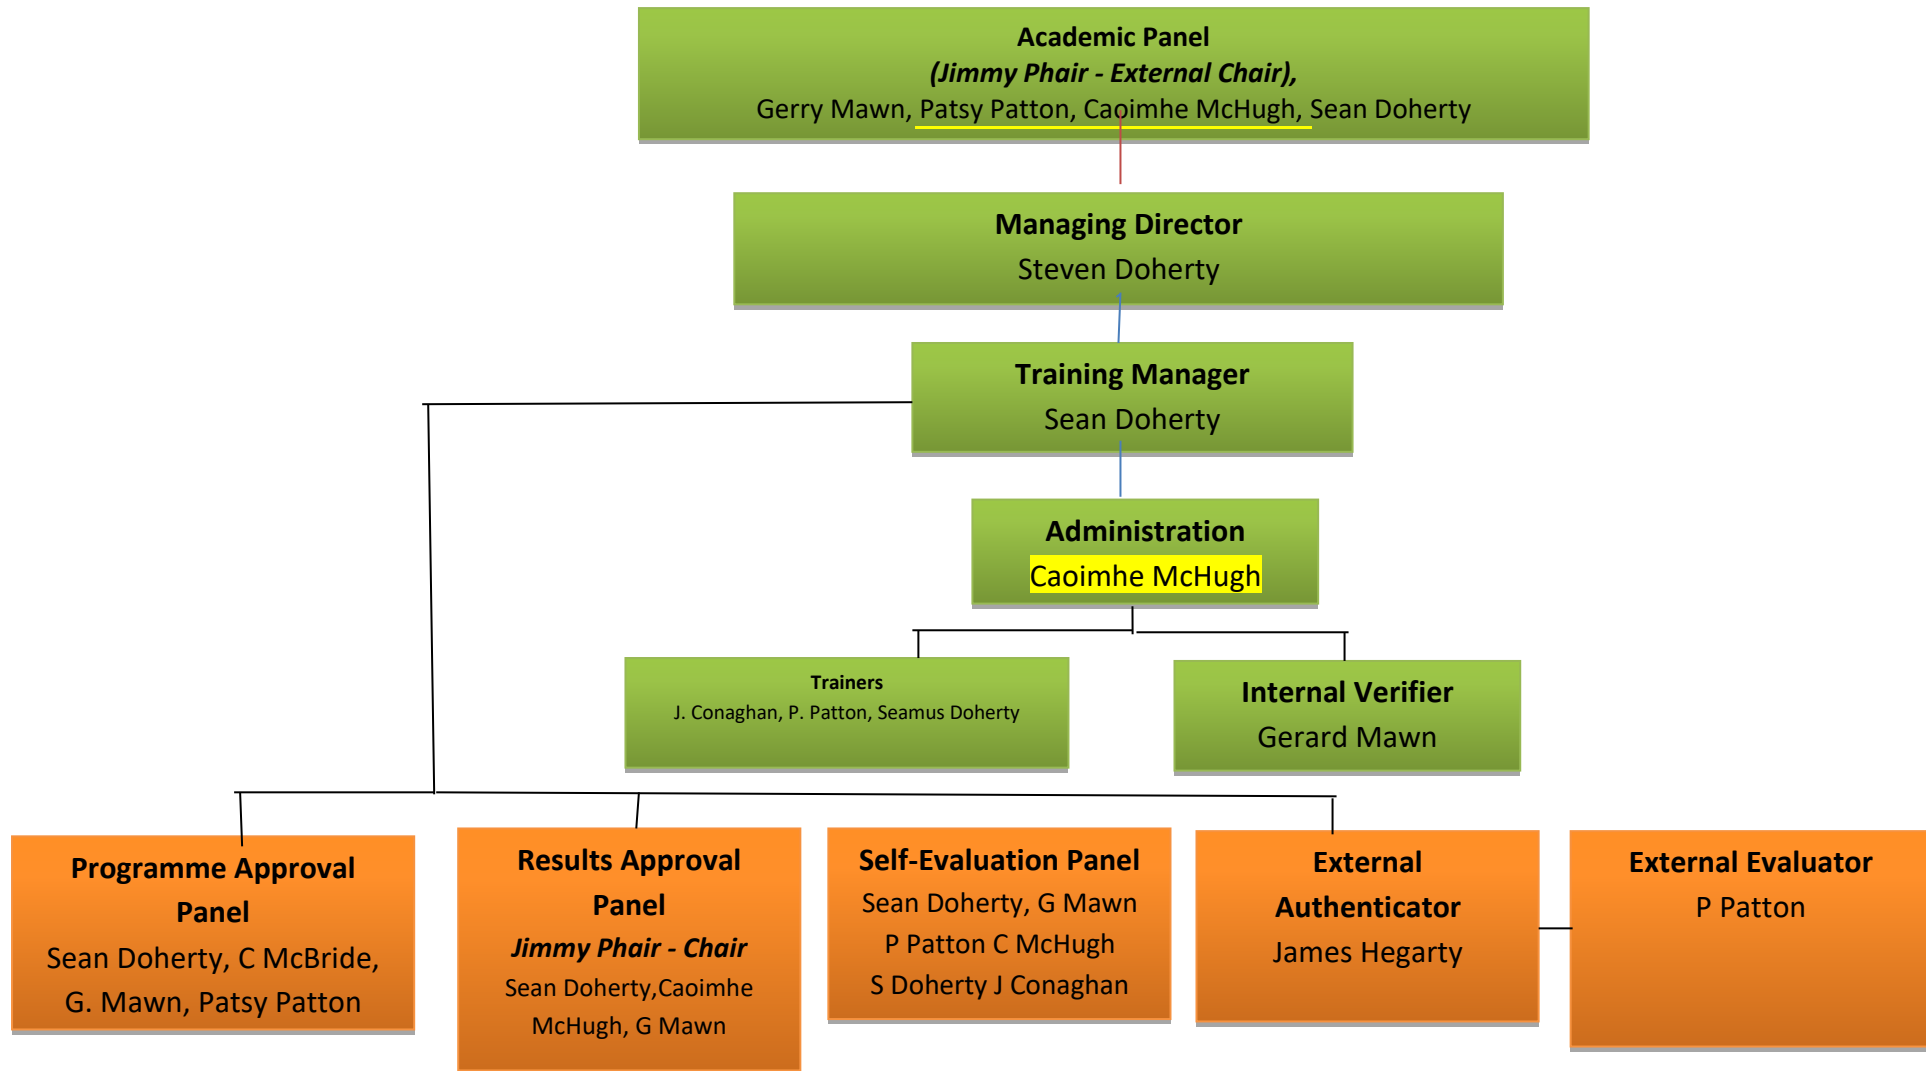 Academic Panel
(Jimmy Phair - External Chair),
Gerry Mawn, Patsy Patton, Caoimhe McHugh, Sean Doherty
Managing Director
Steven Doherty
Training Manager
Sean Doherty
Administration
Caoimhe McHugh
Trainers
J. Conaghan, P. Patton, Seamus Doherty
Internal Verifier
Gerard Mawn
Programme Approval
Panel
Sean Doherty, C McBride,
G. Mawn, Patsy Patton
Results Approval
Panel
Jimmy Phair - Chair
Sean Doherty,Caoimhe
McHugh, G Mawn
Self-Evaluation Panel
Sean Doherty, G Mawn
P Patton C McHugh
S Doherty J Conaghan
External
Authenticator
James Hegarty
External Evaluator
P Patton